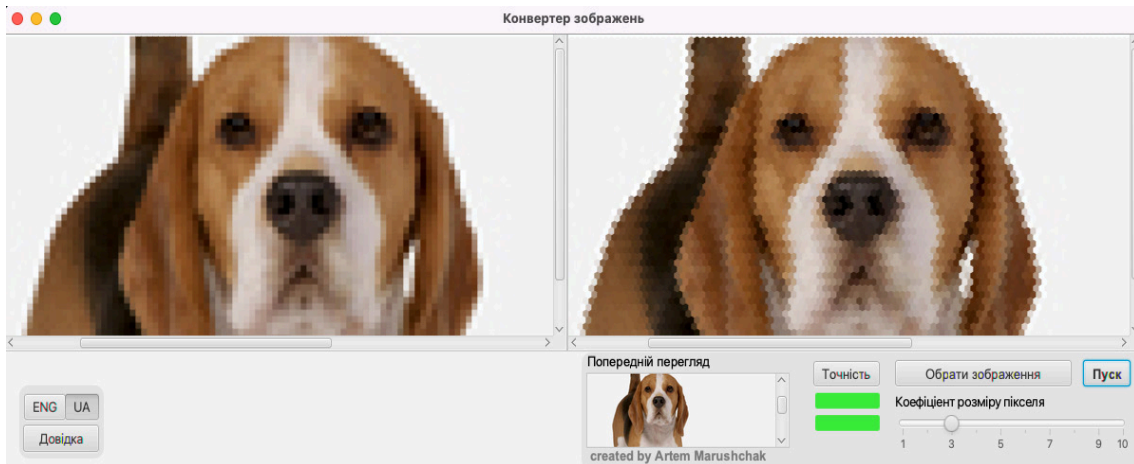 Конвертер зображень
Попередній перегляд
Точність
Обрати зображення
Пуск
ENG UA
Коефіцієнт розміру пікселя
Довідка
1 3 5 7 9 10
created by Artem Marushchak